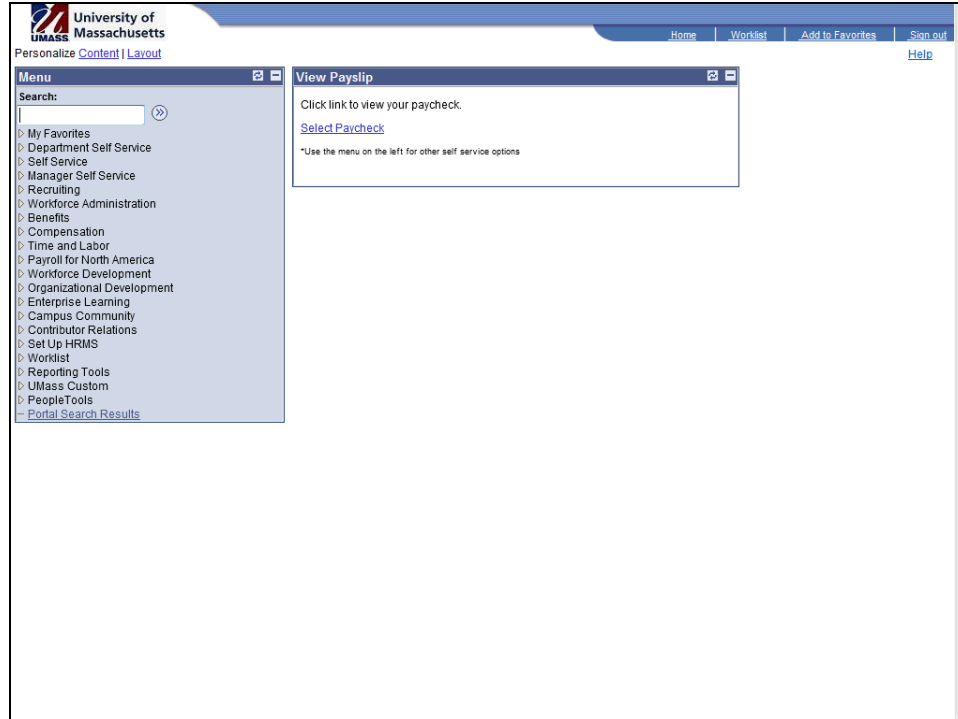 University of
UMASS Massachusetts
Home Worklist Add to Favorites Sign out
Personalize Content | Layout
Help
Menu
Search:
My Favorites
Department Self Service
Self Service
Manager Self Service
Recruiting
Workforce Administration
Benefits
Compensation
Time and Labor
Payroll for North America
Workforce Development
Organizational Development
Enterprise Learning
Campus Community
Contributor Relations
Set Up HRMS
Worklist
Reporting Tools
UMass Custom
PeopleTools
Portal Search Results
View Payslip
Click link to view your paycheck.
Select Paycheck
*Use the menu on the left for other self service options